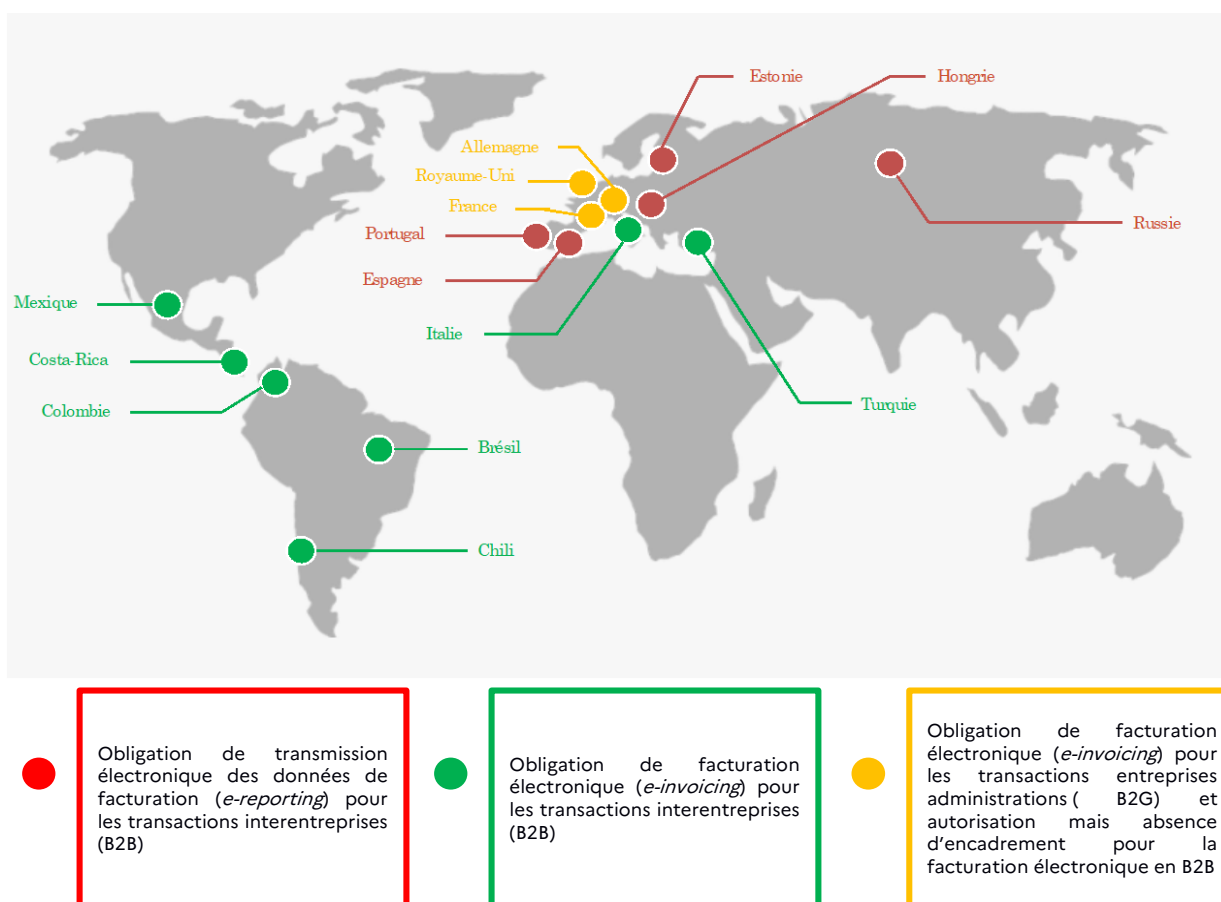 Estonie
Hongrie
Allemagne
Royaume-Uni
France
Portugal
Russie
Espagne
Mexique
Italie
Costa-Rica
Colombie
Turquie
Brésil
Chili
Obligation de transmission
électronique des données de
facturation (e-reporting) pour
les transactions interentreprises
(B2B)
Obligation de facturation
électronique (e-invoicing) pour
les transactions interentreprises
(B2B)
Obligation de facturation
électronique (e-invoicing) pour
les transactions entreprises
administrations ( B2G) et
autorisation mais absence
d’encadrement pour la
facturation électronique en B2B